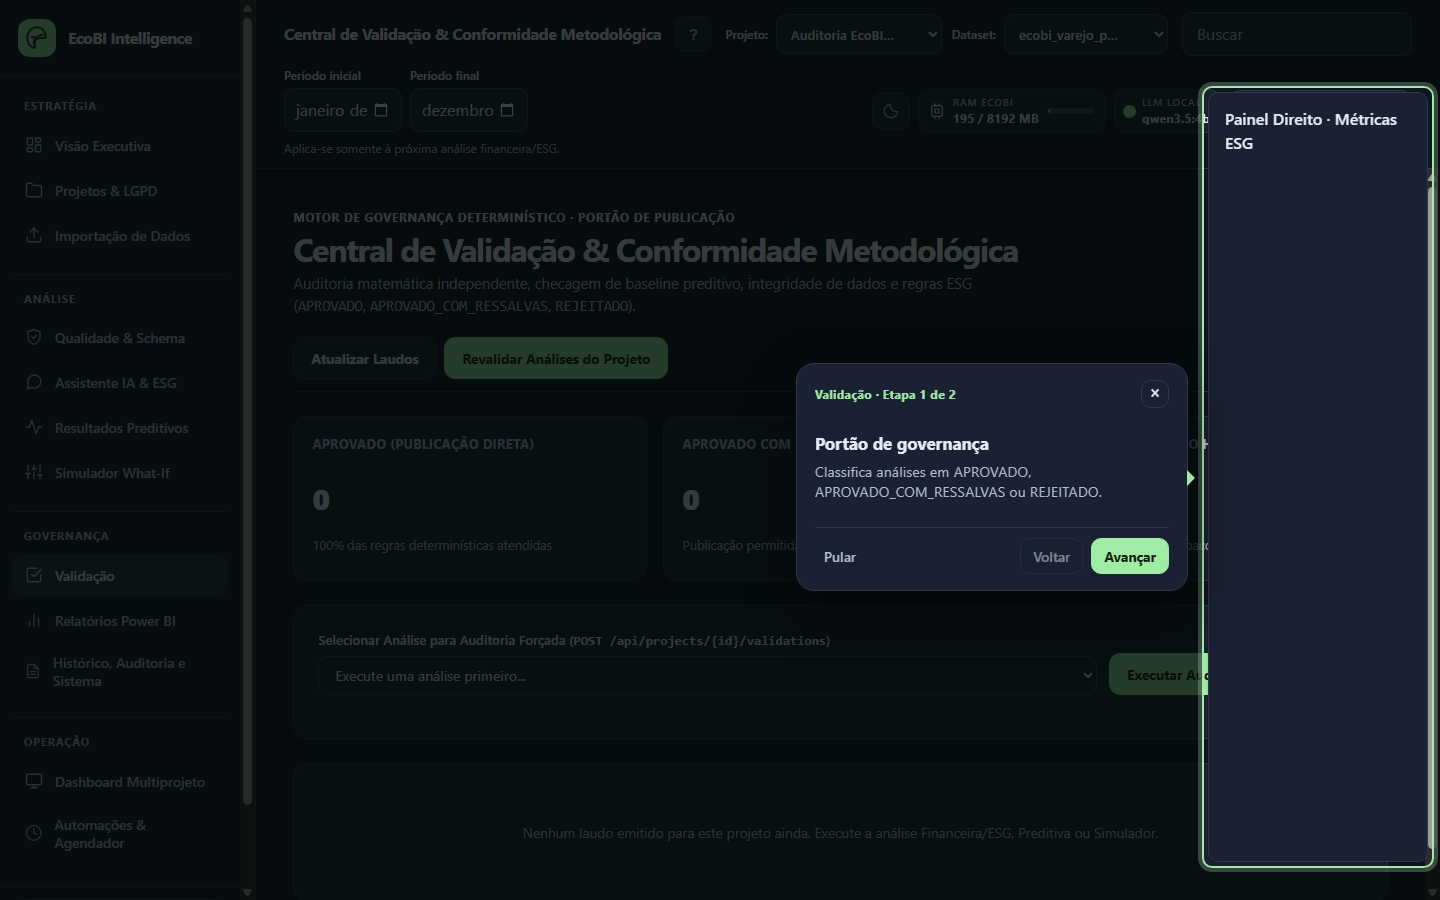 EcoBI Intelligence
ESTRATÉGIA
Visão Executiva
Projetos & LGPD
Importação de Dados
ANÁLISE
Qualidade & Schema
Assistente IA & ESG
Resultados Preditivos
Simulador What-If
GOVERNANÇA
Validação
Relatórios Power BI
Histórico, Auditoria e
Sistema
OPERAÇÃO
Dashboard Multiprojeto
Automações &
Agendador
Central de Validação & Conformidade Metodológica
?
Projeto:
Auditoria EcoBI...
Dataset:
ecobi_varejo_p...
Buscar
Período inicial
Período final
janeiro de
dezembro
Aplica-se somente à próxima análise financeira/ESG.
RAM ECOBI
195 / 8192 MB
LLM LOCAL
qwen3.5:4b
MOTOR DE GOVERNANÇA DETERMINÍSTICO · PORTÃO DE PUBLICAÇÃO
Central de Validação & Conformidade Metodológica
Auditoria matemática independente, checagem de baseline preditivo, integridade de dados e regras ESG
(APROVADO, APROVADO_COM_RESSALVAS, REJEITADO).
Atualizar Laudos
Revalidar Análises do Projeto
APROVADO (PUBLICAÇÃO DIRETA)
0
100% das regras determinísticas atendidas
APROVADO COM
0
Publicação permitida
Selecionar Análise para Auditoria Forçada (POST /api/projects/{id}/validations)
Execute uma análise primeiro...
Executar Aud
Nenhum laudo emitido para este projeto ainda. Execute a análise Financeira/ESG, Preditiva ou Simulador.
Validação · Etapa 1 de 2
×
Portão de governança
Classifica análises em APROVADO,
APROVADO_COM_RESSALVAS ou REJEITADO.
Pular
Voltar
Avançar
Painel Direito · Métricas
ESG